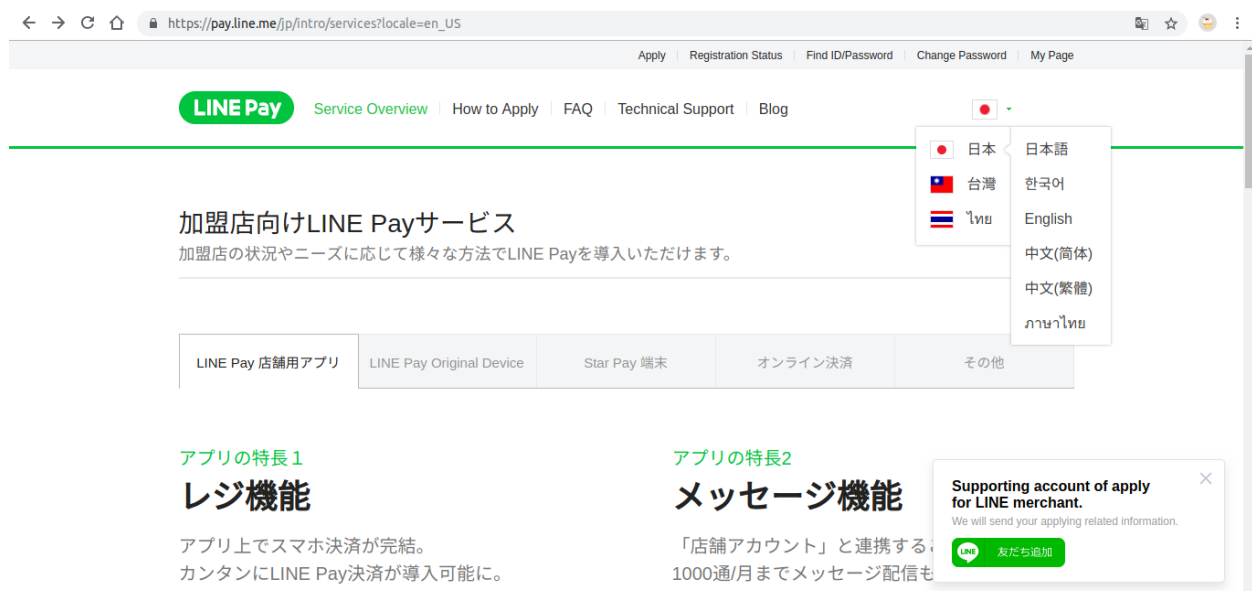 https://pay.line.me/jp/intro/services?locale=en_US
Apply
Registration Status
Find ID/Password
Change Password
My Page
LINE Pay
Service Overview
How to Apply
FAQ
Technical Support
Blog
日本
台灣
ไทย
日本語
한국어
English
中文(简体)
中文(繁體)
ภาษาไทย
加盟店向けLINE Payサービス
加盟店の状況やニーズに応じて様々な方法でLINE Payを導入いただけます。
LINE Pay 店舗用アプリ
LINE Pay Original Device
Star Pay 端末
オンライン決済
その他
アプリの特長１
レジ機能
アプリ上でスマホ決済が完結。
カンタンにLINE Pay決済が導入可能に。
アプリの特長2
メッセージ機能
「店舗アカウント」と連携する
1000通/月までメッセージ配信も
Supporting account of apply
for LINE merchant.
We will send your applying related information.
LINE
友だち追加